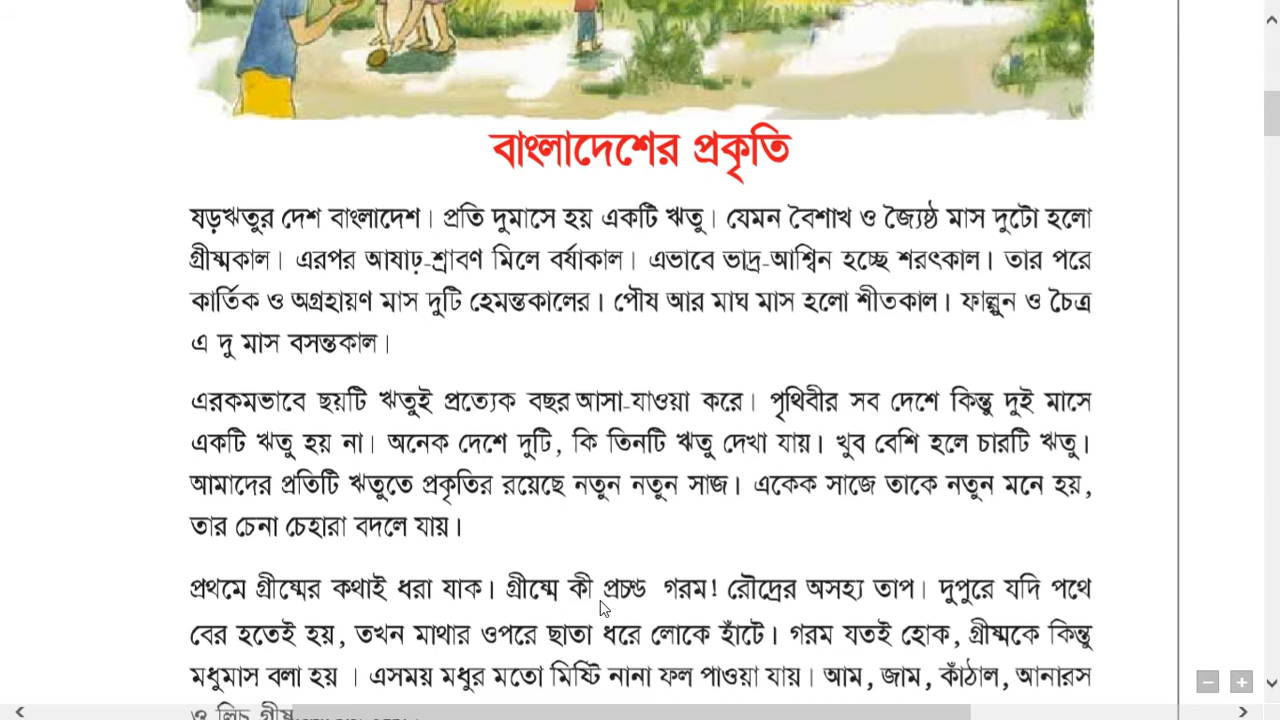 বাংলাদেশের প্রকৃতি
ষড়ঋতুর দেশ বাংলাদেশ। প্রতি দুমাসে হয় একটি ঋতু। যেমন বৈশাখ ও জ্যৈষ্ঠ মাস দুটো হলো
গ্রীষ্মকাল। এরপর আষাঢ়-শ্রাবণ মিলে বর্ষাকাল। এভাবে ভাদ্র-আশ্বিন হচ্ছে শরৎকাল। তার পরে
কার্তিক ও অগ্রহায়ণ মাস দুটি হেমন্তকালের। পৌষ আর মাঘ মাস হলো শীতকাল। ফাল্গুন ও চৈত্র
এ দু মাস বসন্তকাল।
এরকমভাবে ছয়টি ঋতুই প্রত্যেক বছর আসা-যাওয়া করে। পৃথিবীর সব দেশে কিন্তু দুই মাসে
একটি ঋতু হয় না। অনেক দেশে দুটি, কি তিনটি ঋতু দেখা যায়। খুব বেশি হলে চারটি ঋতু।
আমাদের প্রতিটি ঋতুতে প্রকৃতির রয়েছে নতুন নতুন সাজ। একেক সাজে তাকে নতুন মনে হয়,
তার চেনা চেহারা বদলে যায়।
প্রথমে গ্রীষ্মের কথাই ধরা যাক। গ্রীষ্মে কী প্রচণ্ড গরম! রৌদ্রের অসহ্য তাপ। দুপুরে যদি পথে
বের হতেই হয়, তখন মাথার ওপরে ছাতা ধরে লোকে হাঁটে। গরম যতই হোক, গ্রীষ্মকে কিন্তু
মধুমাস বলা হয় । এসময় মধুর মতো মিষ্টি নানা ফল পাওয়া যায়। আম, জাম, কাঁঠাল, আনারস
ও লিচু